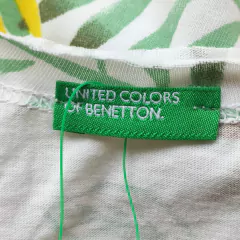 UNITED COLORS
OF BENETTON.